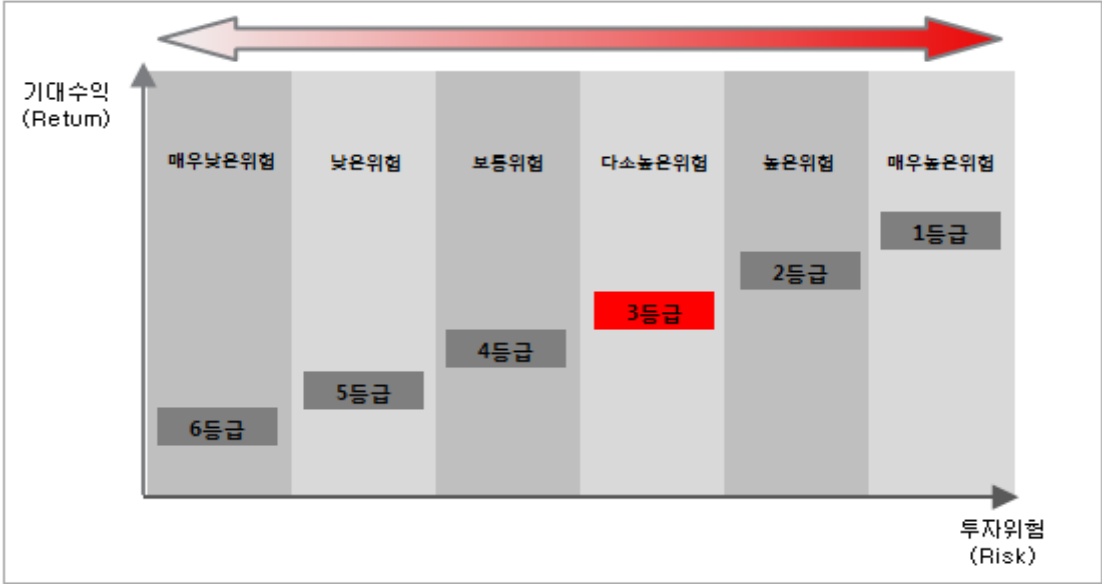 기대수익
(Retum)
매우낮은위험
낮은위험
보통위험
다소높은위험
높은위험
매우높은위험
1등급
2등급
3등급
4등급
5등급
6등급
투자위험
(Risk)